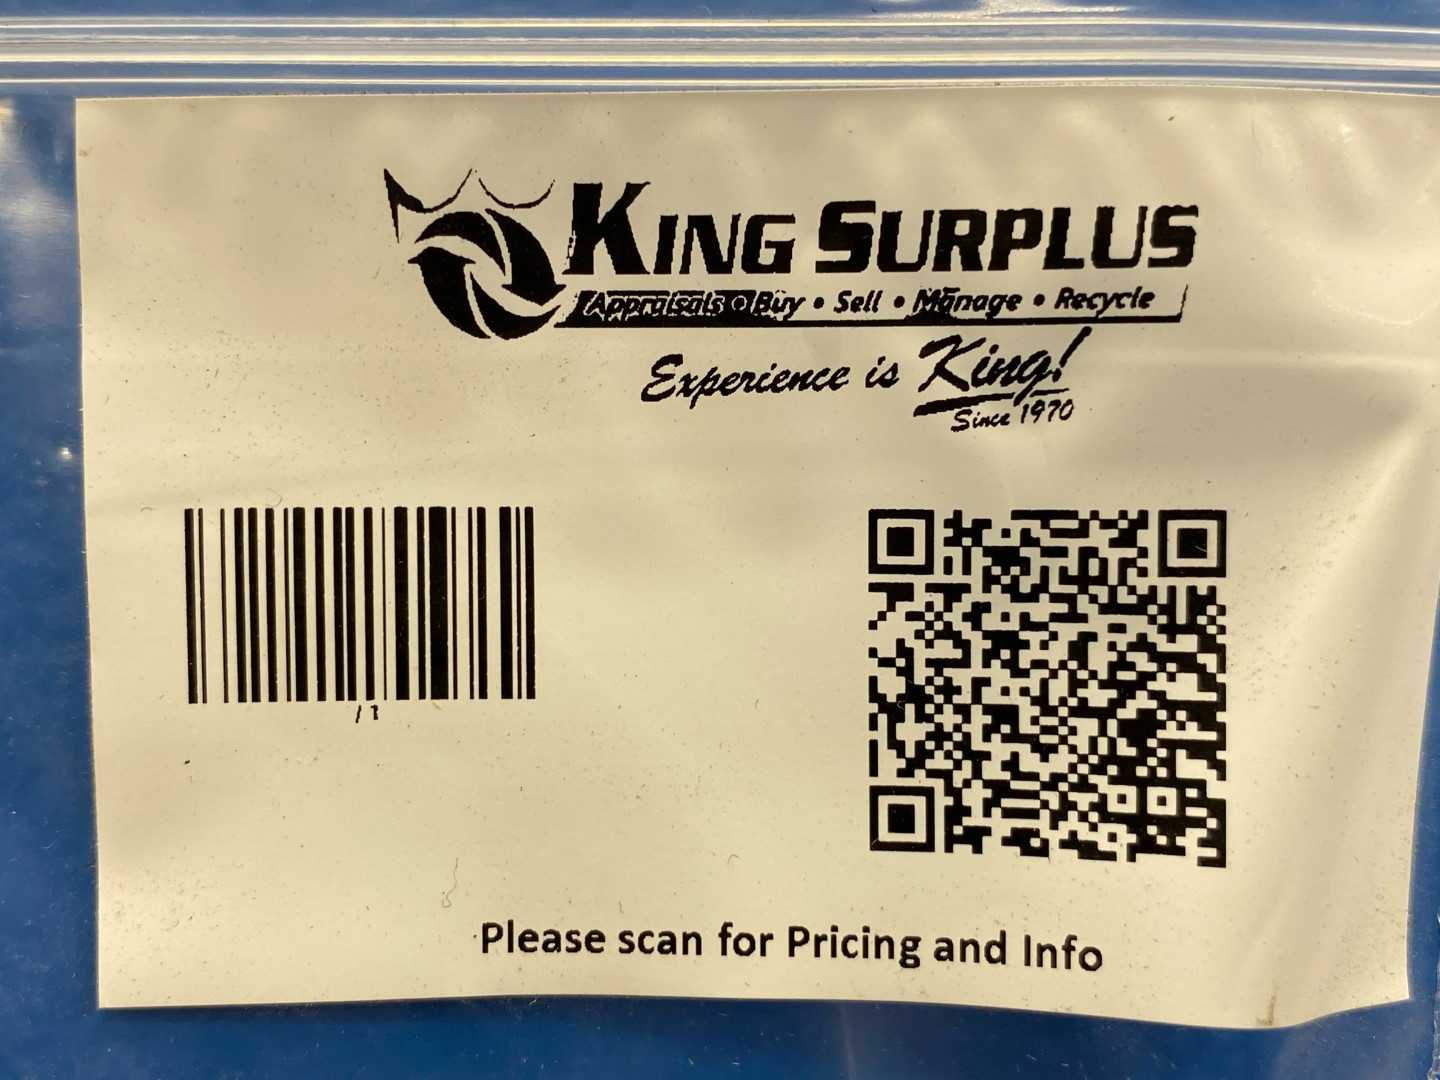 KING SURPLUS
Appraisals • Buy • Sell • Manage • Recycle
Experience is King!
Since 1970
Please scan for Pricing and Info